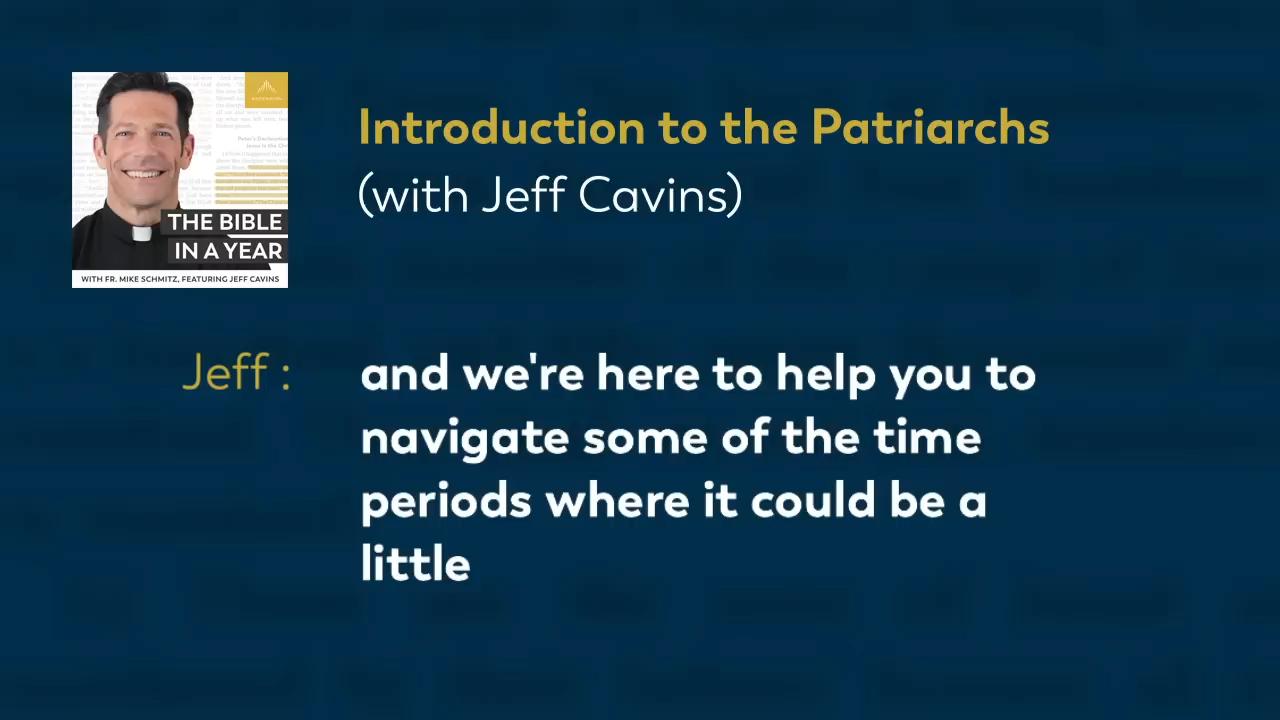 Introduction to the Patriarchs
(with Jeff Cavins)
THE BIBLE
IN A YEAR
WITH FR. MIKE SCHMITZ, FEATURING JEFF CAVINS
Jeff :
and we're here to help you to
navigate some of the time
periods where it could be a
little